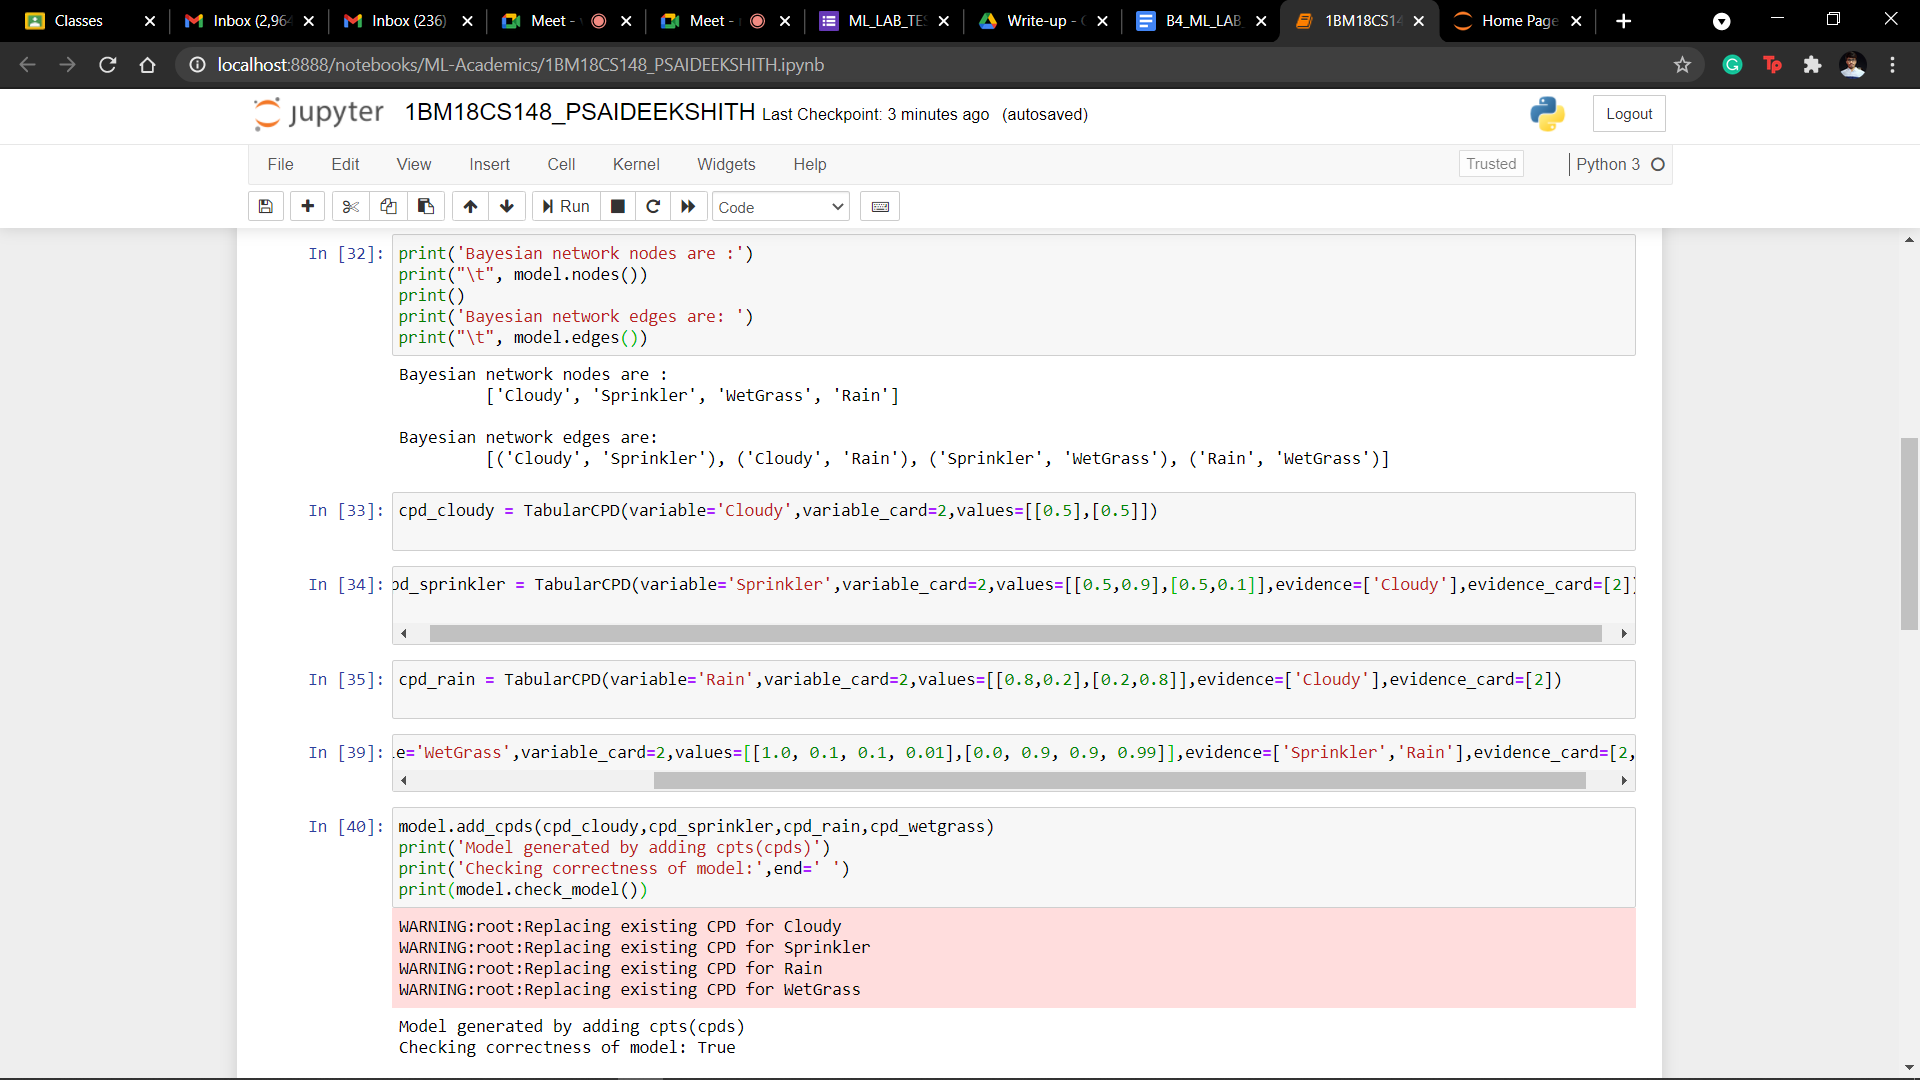 Classes
Inbox (2,964
Inbox (236)
Meet -
Meet -
ML_LAB_TES
Write-up -
B4_ML_LAB
1BM18CS14
Home Page
localhost:8888/notebooks/ML-Academics/1BM18CS148_PSAIDEEKSHITH.ipynb
jupyter 1BM18CS148_PSAIDEEKSHITH Last Checkpoint: 3 minutes ago (autosaved)
Logout
File Edit View Insert Cell Kernel Widgets Help
Trusted
Python 3
Run
Code
In [32]: print('Bayesian network nodes are :')
print("\t", model.nodes())
print()
print('Bayesian network edges are: ')
print("\t", model.edges())
Bayesian network nodes are :
['Cloudy', 'Sprinkler', 'WetGrass', 'Rain']
Bayesian network edges are:
[('Cloudy', 'Sprinkler'), ('Cloudy', 'Rain'), ('Sprinkler', 'WetGrass'), ('Rain', 'WetGrass')]
In [33]: cpd_cloudy = TabularCPD(variable='Cloudy',variable_card=2,values=[[0.5],[0.5]])
In [34]: pd_sprinkler = TabularCPD(variable='Sprinkler',variable_card=2,values=[[0.5,0.9],[0.5,0.1]],evidence=['Cloudy'],evidence_card=[2])
In [35]: cpd_rain = TabularCPD(variable='Rain',variable_card=2,values=[[0.8,0.2],[0.2,0.8]],evidence=['Cloudy'],evidence_card=[2])
In [39]: le='WetGrass',variable_card=2,values=[[1.0, 0.1, 0.1, 0.01],[0.0, 0.9, 0.9, 0.99]],evidence=['Sprinkler','Rain'],evidence_card=[2,
In [40]: model.add_cpds(cpd_cloudy,cpd_sprinkler,cpd_rain,cpd_wetgrass)
print('Model generated by adding cpts(cpds)')
print('Checking correctness of model:',end=' ')
print(model.check_model())
WARNING:root:Replacing existing CPD for Cloudy
WARNING:root:Replacing existing CPD for Sprinkler
WARNING:root:Replacing existing CPD for Rain
WARNING:root:Replacing existing CPD for WetGrass
Model generated by adding cpts(cpds)
Checking correctness of model: True